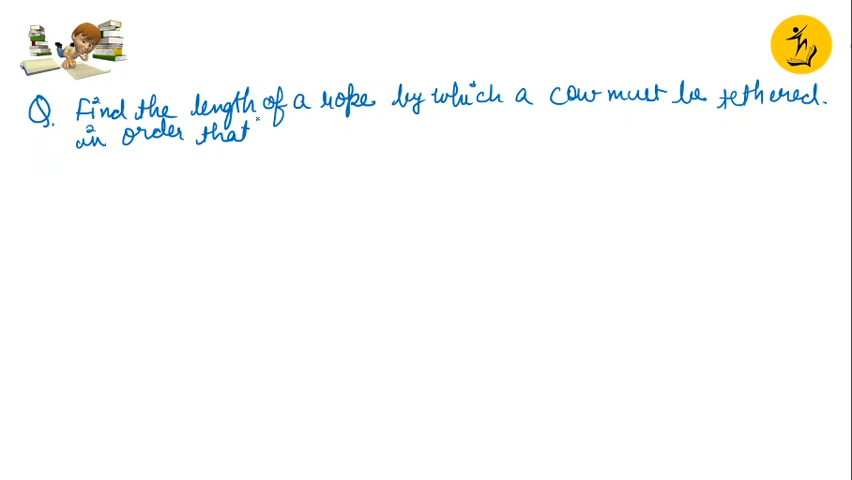 Q. Find the length of a rope by which a cow must be tethered.
in order that